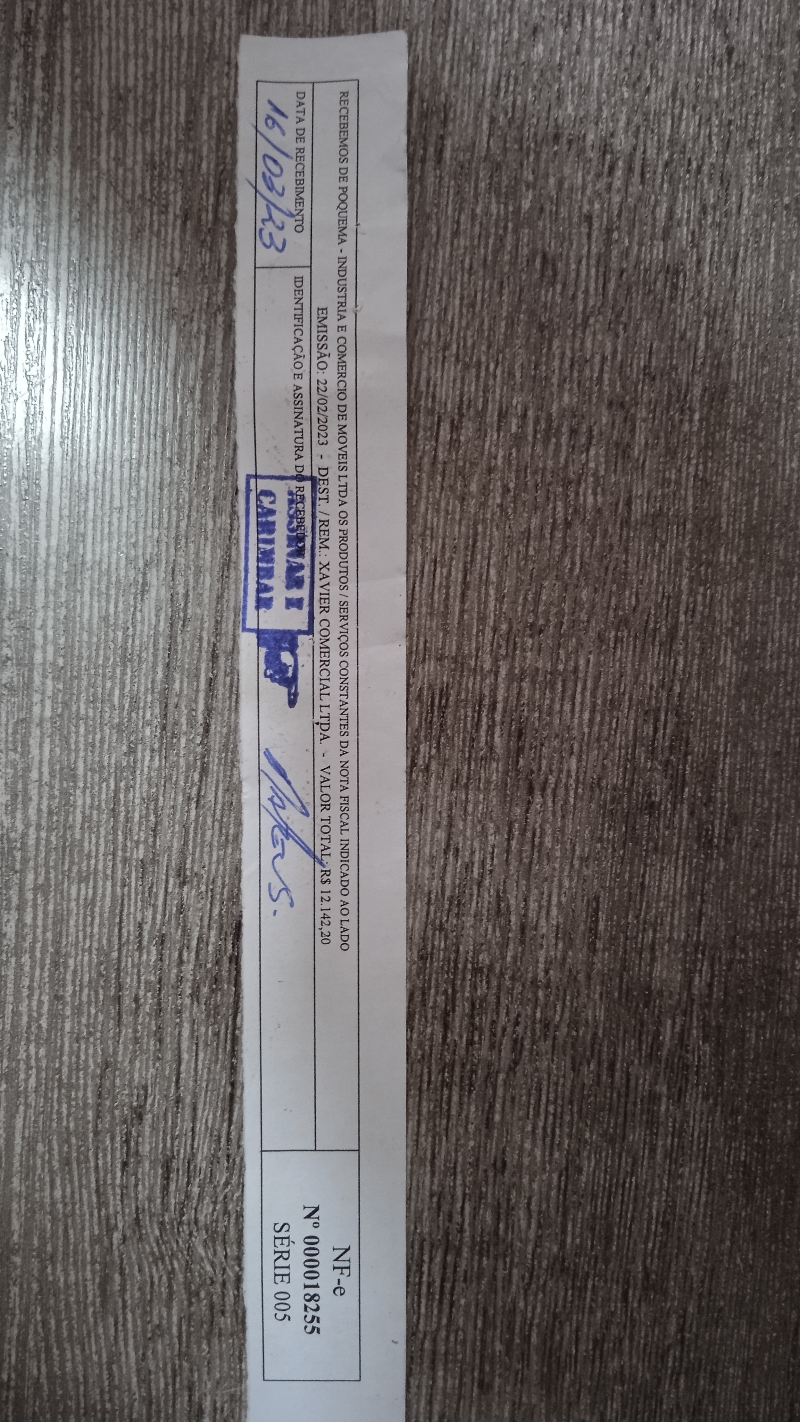 RECEBEMOS DE POQUEMA - INDUSTRIA E COMERCIO DE MOVEIS LTDA OS PRODUTOS / SERVIÇOS CONSTANTES DA NOTA FISCAL INDICADO AO LADO
EMISSÃO: 22/02/2023 - DEST. / REM.: XAVIER COMERCIAL LTDA. - VALOR TOTAL: R$ 12.142,20
DATA DE RECEBIMENTO
16/03/23
IDENTIFICAÇÃO E ASSINATURA DO RECEBEDOR
ASSINAR E
CARIMBAR
NF-e
Nº 000018255
SÉRIE 005